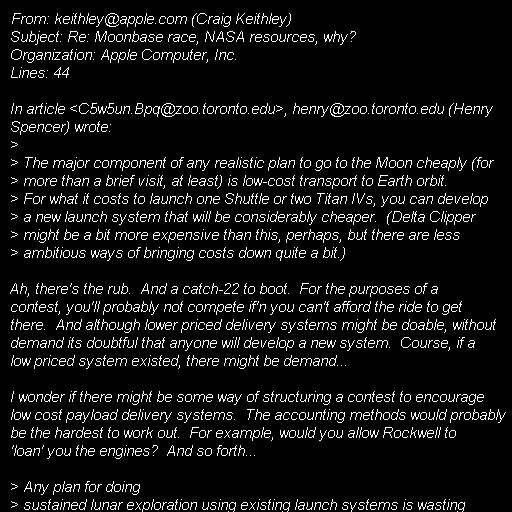 From: keithley@apple.com (Craig Keithley)
Subject: Re: Moonbase race, NASA resources, why?
Organization: Apple Computer, Inc.
Lines: 44

In article <C5w5un.Bpq@zoo.toronto.edu>, henry@zoo.toronto.edu (Henry
Spencer) wrote:
>
> The major component of any realistic plan to go to the Moon cheaply (for
> more than a brief visit, at least) is low-cost transport to Earth orbit.
> For what it costs to launch one Shuttle or two Titan IVs, you can develop
> a new launch system that will be considerably cheaper.  (Delta Clipper
> might be a bit more expensive than this, perhaps, but there are less
> ambitious ways of bringing costs down quite a bit.)

Ah, there's the rub.  And a catch-22 to boot.  For the purposes of a
contest, you'll probably not compete if'n you can't afford the ride to get
there.  And although lower priced delivery systems might be doable, without
demand its doubtful that anyone will develop a new system.  Course, if a
low priced system existed, there might be demand...

I wonder if there might be some way of structuring a contest to encourage
low cost payload delivery systems.  The accounting methods would probably
be the hardest to work out.  For example, would you allow Rockwell to
'loan' you the engines?  And so forth...

> Any plan for doing
> sustained lunar exploration using existing launch systems is wasting